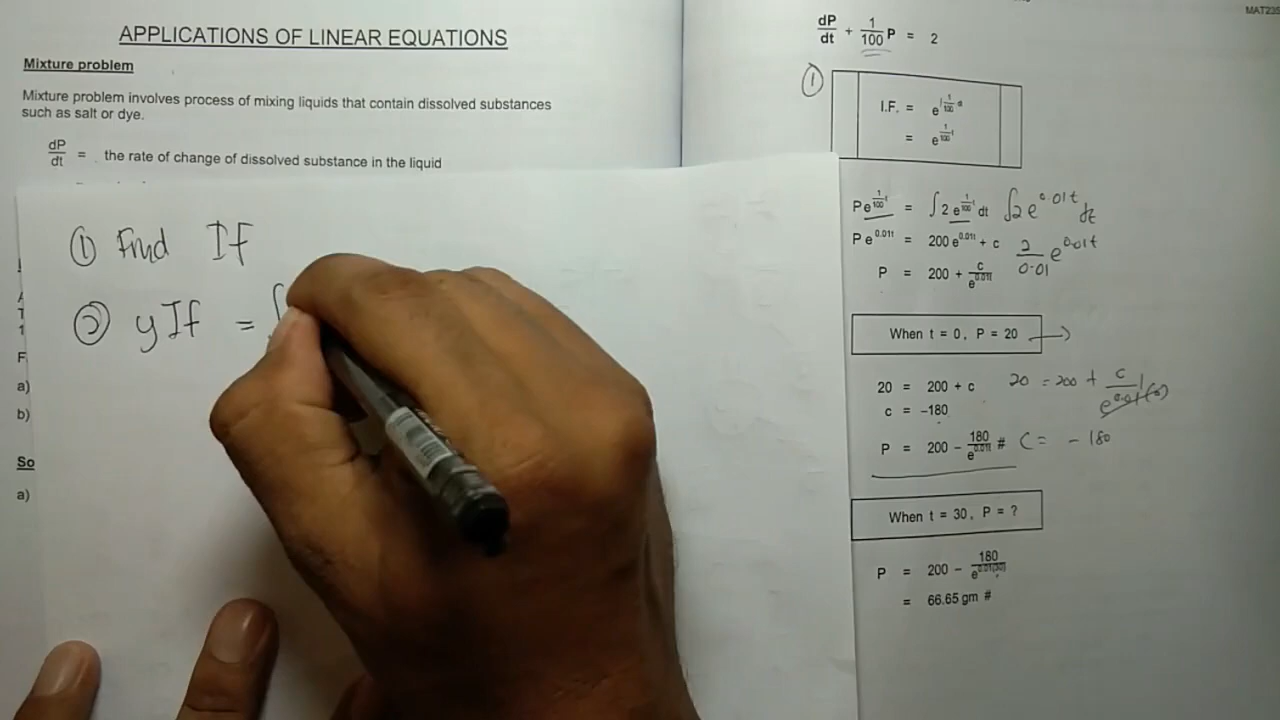 APPLICATIONS OF LINEAR EQUATIONS
Mixture problem
Mixture problem involves process of mixing liquids that contain dissolved substances
such as salt or dye.
dP/dt = the rate of change of dissolved substance in the liquid
① Find If
② yIf = ∫
F
a)
b)
So
a)
MAT235
dP/dt + 1/100 P = 2
①
I.F. = e^∫1/100 dt
= e^1/100 t
Pe^1/100 t = ∫ 2 e^1/100 t dt ∫2 e^0.01t dt
Pe^0.01t = 200 e^0.01t + c 2/0.01 e^0.01t
P = 200 + c/e^0.01t
When t = 0, P = 20
20 = 200 + c 20 = 200 + c/e^0.01(0) 1
c = -180
P = 200 - 180/e^0.01t # C = - 180
When t = 30, P = ?
P = 200 - 180/e^0.01(30)
= 66.65 gm #